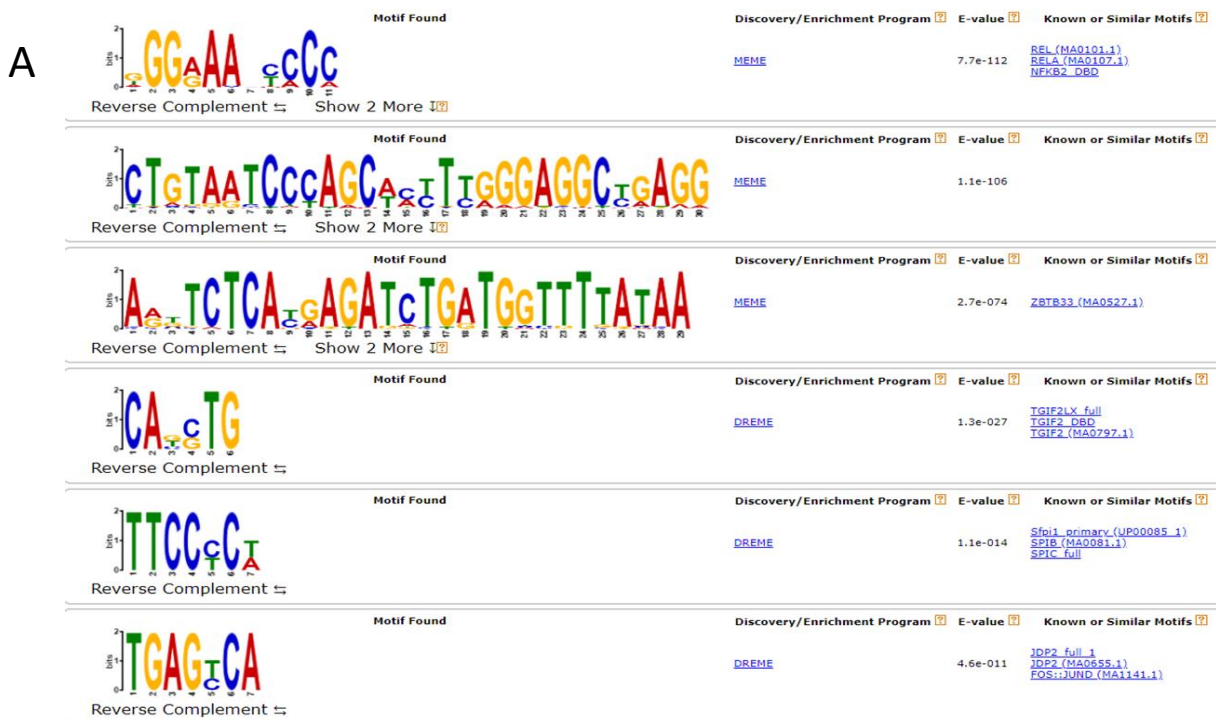 A
Motif Found Discovery/Enrichment Program ? E-value ? Known or Similar Motifs ?
MEME 7.7e-112 REL (MA0101.1)
RELA (MA0107.1)
NFKB2_DBD
Reverse Complement ⇆ Show 2 More ↧?
Motif Found Discovery/Enrichment Program ? E-value ? Known or Similar Motifs ?
MEME 1.1e-106
Reverse Complement ⇆ Show 2 More ↧?
Motif Found Discovery/Enrichment Program ? E-value ? Known or Similar Motifs ?
MEME 2.7e-074 ZBTB33 (MA0527.1)
Reverse Complement ⇆ Show 2 More ↧?
Motif Found Discovery/Enrichment Program ? E-value ? Known or Similar Motifs ?
DREME 1.3e-027 TGIF2LX_full
TGIF2_DBD
TGIF2 (MA0797.1)
Reverse Complement ⇆
Motif Found Discovery/Enrichment Program ? E-value ? Known or Similar Motifs ?
DREME 1.1e-014 Sfpi1_primary (UP00085_1)
SPIB (MA0081.1)
SPIC_full
Reverse Complement ⇆
Motif Found Discovery/Enrichment Program ? E-value ? Known or Similar Motifs ?
DREME 4.6e-011 JDP2_full_1
JDP2 (MA0655.1)
FOS::JUND (MA1141.1)
Reverse Complement ⇆